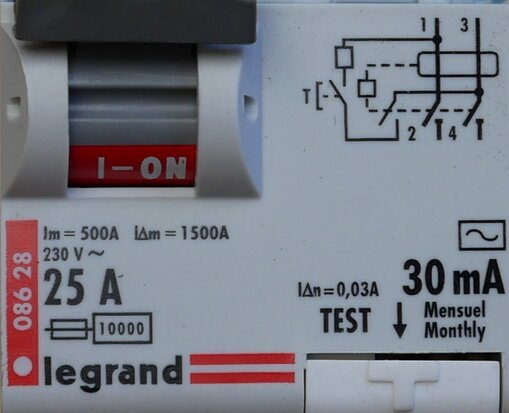 1 3
T
2 4
I-ON
Im = 500A iΔm = 1500A
230 V ~
25 A
10000
086 28
legrand
IΔn = 0,03A 30 mA
TEST ↓ Mensuel
Monthly